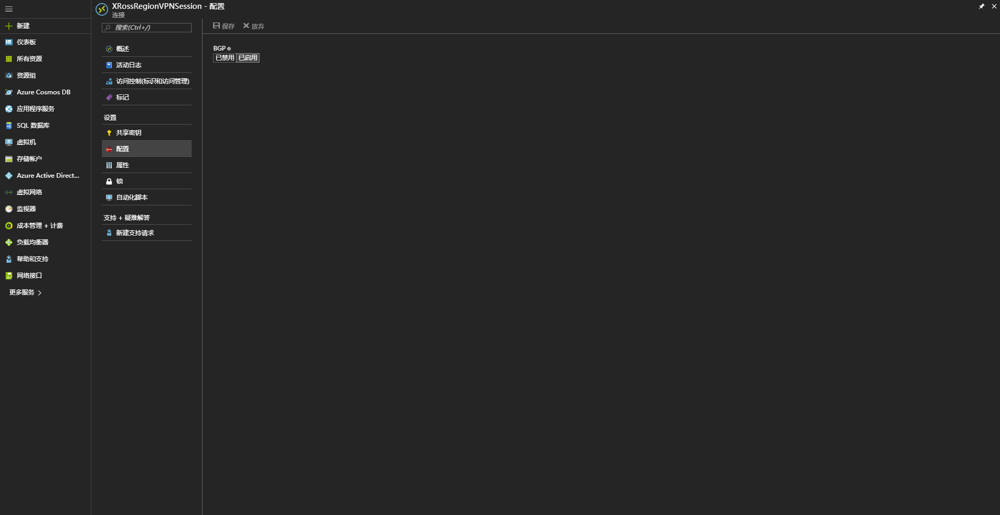 XRossRegionVPNSession - 配置
连接
新建
仪表板
所有资源
资源组
Azure Cosmos DB
应用程序服务
SQL 数据库
虚拟机
存储帐户
Azure Active Direct...
虚拟网络
监视器
成本管理 + 计费
负载均衡器
帮助和支持
网络接口
更多服务
搜索(Ctrl+/)
概述
活动日志
访问控制(标识和访问管理)
标记
设置
共享密钥
配置
属性
锁
自动化脚本
支持 + 疑难解答
新建支持请求
保存 放弃
BGP
已禁用 已启用